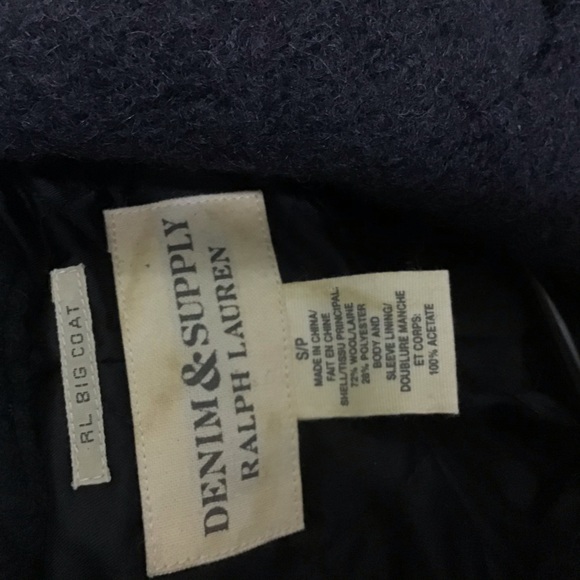 RL BIG COAT
DENIM & SUPPLY
RALPH LAUREN
S/P
MADE IN CHINA/
FAIT EN CHINE
SHELL/TISSU PRINCIPAL:
72% WOOL/LAINE
28% POLYESTER
BODY AND
SLEEVE LINING/
DOUBLURE MANCHE
ET CORPS:
100% ACETATE